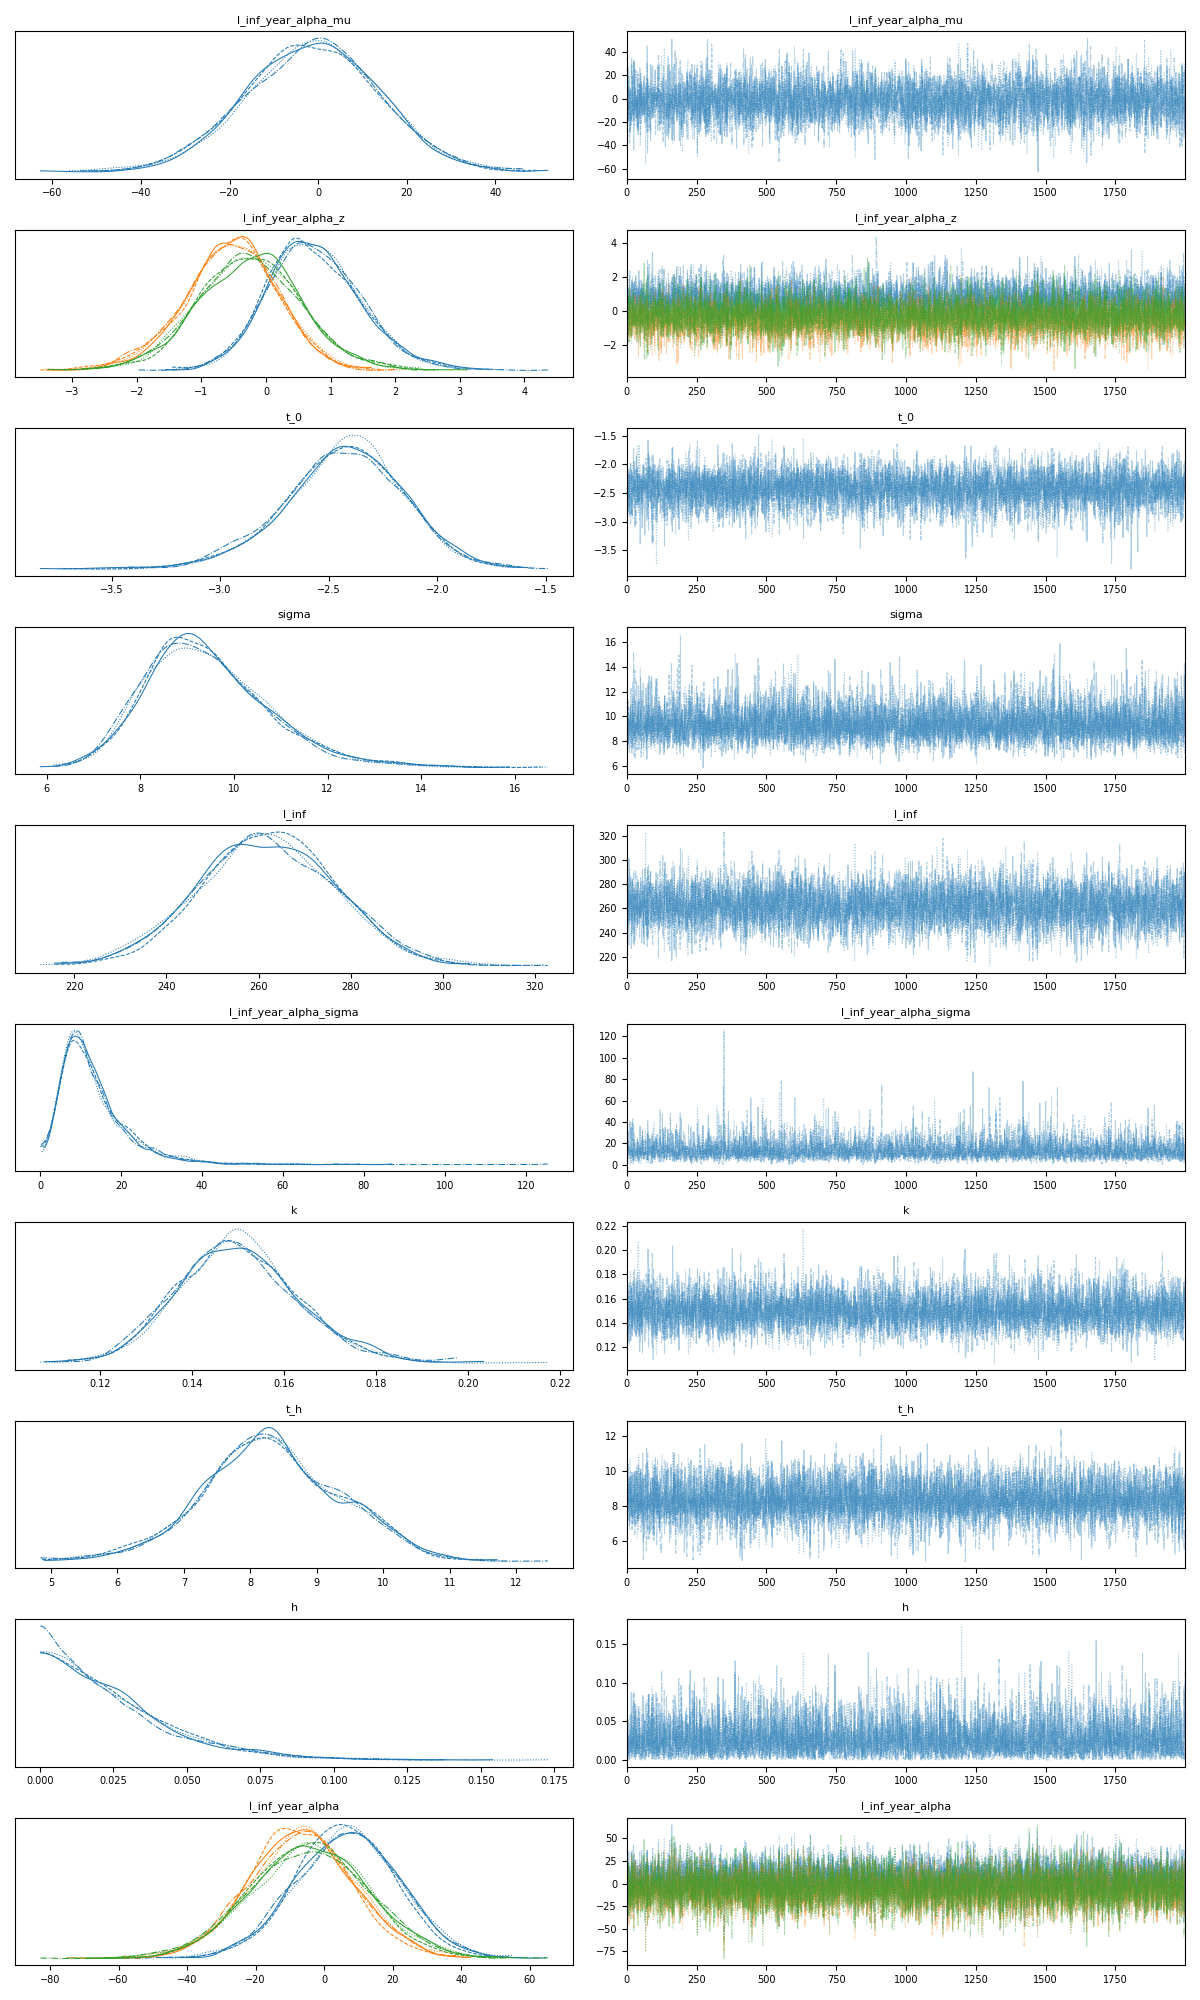 l_inf_year_alpha_mu l_inf_year_alpha_mu
40
20
0
−20
−40
−60
−60 −40 −20 0 20 40 0 250 500 750 1000 1250 1500 1750
l_inf_year_alpha_z l_inf_year_alpha_z
4
2
0
−2
−3 −2 −1 0 1 2 3 4 0 250 500 750 1000 1250 1500 1750
t_0 t_0
−1.5
−2.0
−2.5
−3.0
−3.5
−3.5 −3.0 −2.5 −2.0 −1.5 0 250 500 750 1000 1250 1500 1750
sigma sigma
16
14
12
10
8
6
6 8 10 12 14 16 0 250 500 750 1000 1250 1500 1750
l_inf l_inf
320
300
280
260
240
220
220 240 260 280 300 320 0 250 500 750 1000 1250 1500 1750
l_inf_year_alpha_sigma l_inf_year_alpha_sigma
120
100
80
60
40
20
0
0 20 40 60 80 100 120 0 250 500 750 1000 1250 1500 1750
k k
0.22
0.20
0.18
0.16
0.14
0.12
0.12 0.14 0.16 0.18 0.20 0.22 0 250 500 750 1000 1250 1500 1750
t_h t_h
12
10
8
6
5 6 7 8 9 10 11 12 0 250 500 750 1000 1250 1500 1750
h h
0.15
0.10
0.05
0.00
0.000 0.025 0.050 0.075 0.100 0.125 0.150 0.175 0 250 500 750 1000 1250 1500 1750
l_inf_year_alpha l_inf_year_alpha
50
25
0
−25
−50
−75
−80 −60 −40 −20 0 20 40 60 0 250 500 750 1000 1250 1500 1750